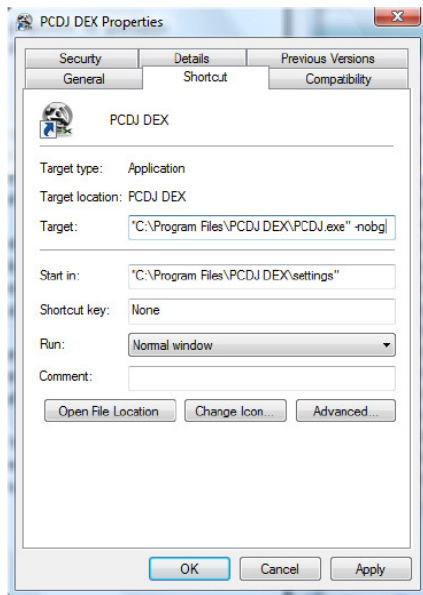 PCDJ DEX Properties
Security Details Previous Versions
General Shortcut Compatibility
PCDJ DEX
Target type: Application
Target location: PCDJ DEX
Target: "C:\Program Files\PCDJ DEX\PCDJ.exe" -nobg
Start in: "C:\Program Files\PCDJ DEX\settings"
Shortcut key: None
Run: Normal window
Comment:
Open File Location Change Icon... Advanced...
OK Cancel Apply